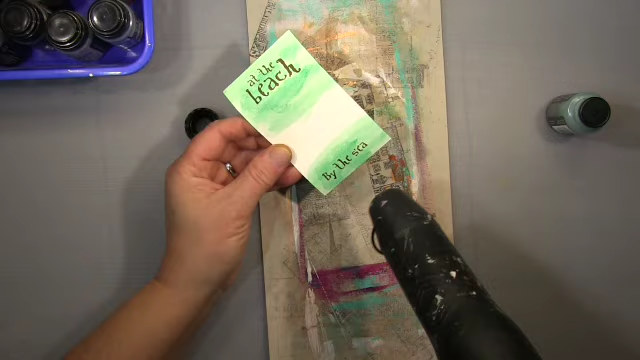 at the
beach
By the sea